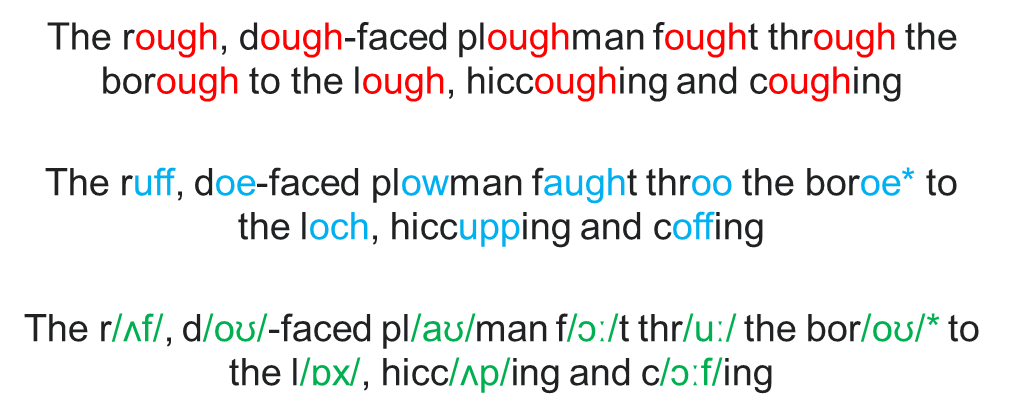 The rough, dough-faced ploughman fought through the
borough to the lough, hiccoughing and coughing
The ruff, doe-faced plowman faught throo the boroe* to
the loch, hiccupping and coffing
The r/ʌf/, d/oʊ/-faced pl/aʊ/man f/ɔː/t thr/uː/ the bor/oʊ/* to
the l/ɒx/, hicc/ʌp/ing and c/ɔːf/ing